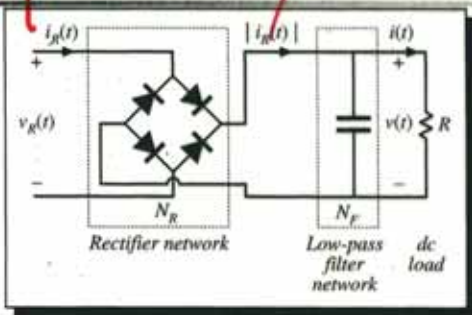 i_R(t)
| i_R(t) |
i(t)
+
+
v_R(t)
v(t)
R
−
−
N_R
N_F
Rectifier network
Low-pass
filter
network
dc
load